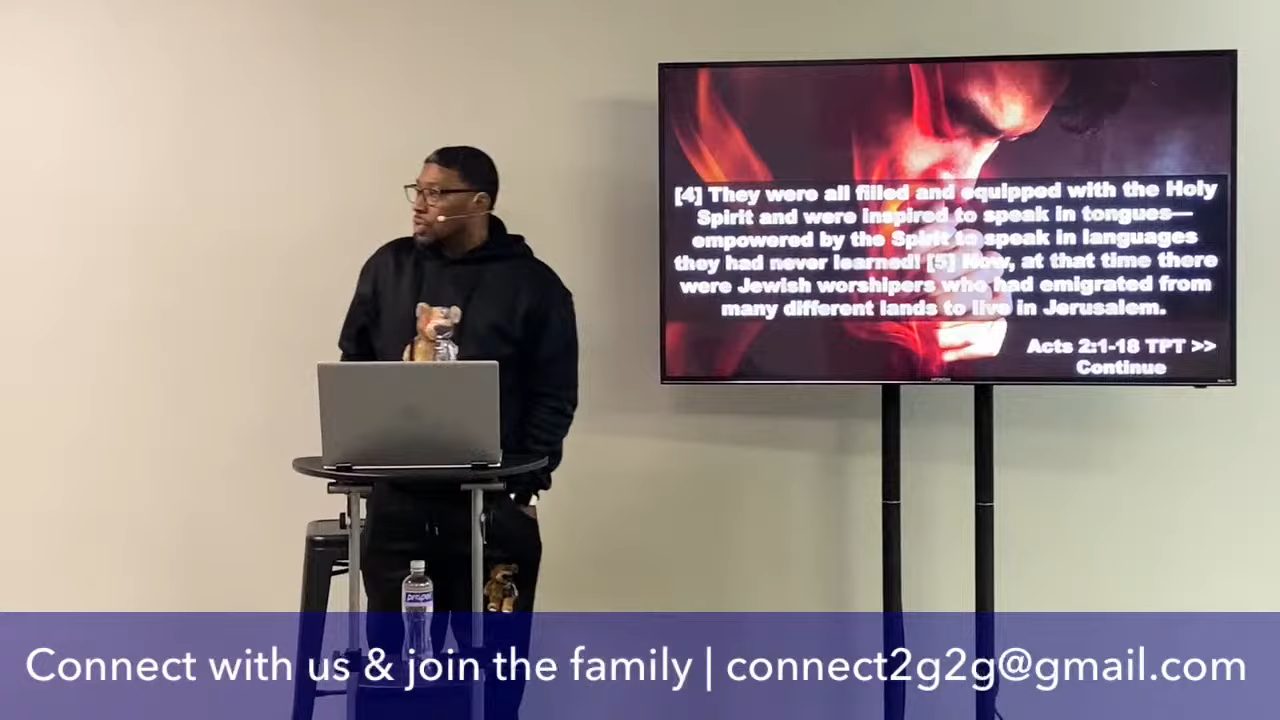 [4] They were all filled and equipped with the Holy
Spirit and were inspired to speak in tongues—
empowered by the Spirit to speak in languages
they had never learned! [5] Now, at that time there
were Jewish worshipers who had emigrated from
many different lands to live in Jerusalem.
Acts 2:1-18 TPT >>
Continue
propel
Connect with us & join the family | connect2g2g@gmail.com